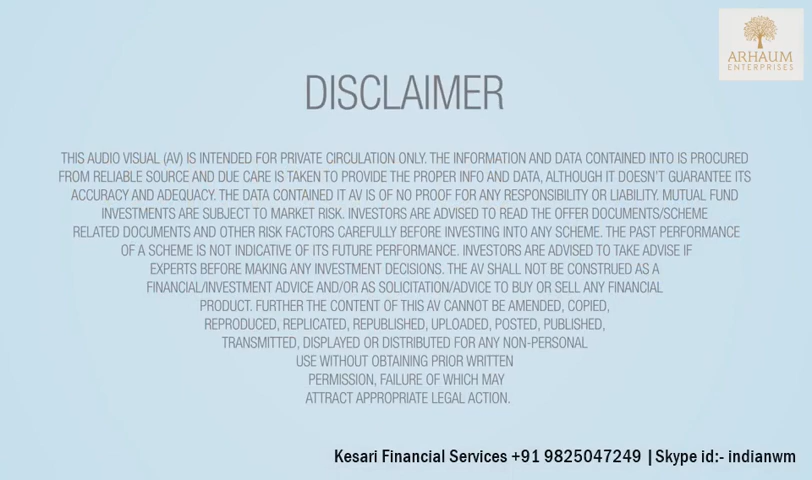 ARHAUM
ENTERPRISES
DISCLAIMER
THIS AUDIO VISUAL (AV) IS INTENDED FOR PRIVATE CIRCULATION ONLY. THE INFORMATION AND DATA CONTAINED INTO IS PROCURED
FROM RELIABLE SOURCE AND DUE CARE IS TAKEN TO PROVIDE THE PROPER INFO AND DATA, ALTHOUGH IT DOESN'T GUARANTEE ITS
ACCURACY AND ADEQUACY. THE DATA CONTAINED IT AV IS OF NO PROOF FOR ANY RESPONSIBILITY OR LIABILITY. MUTUAL FUND
INVESTMENTS ARE SUBJECT TO MARKET RISK. INVESTORS ARE ADVISED TO READ THE OFFER DOCUMENTS/SCHEME
RELATED DOCUMENTS AND OTHER RISK FACTORS CAREFULLY BEFORE INVESTING INTO ANY SCHEME. THE PAST PERFORMANCE
OF A SCHEME IS NOT INDICATIVE OF ITS FUTURE PERFORMANCE. INVESTORS ARE ADVISED TO TAKE ADVISE IF
EXPERTS BEFORE MAKING ANY INVESTMENT DECISIONS. THE AV SHALL NOT BE CONSTRUED AS A
FINANCIAL/INVESTMENT ADVICE AND/OR AS SOLICITATION/ADVICE TO BUY OR SELL ANY FINANCIAL
PRODUCT. FURTHER THE CONTENT OF THIS AV CANNOT BE AMENDED, COPIED,
REPRODUCED, REPLICATED, REPUBLISHED, UPLOADED, POSTED, PUBLISHED,
TRANSMITTED, DISPLAYED OR DISTRIBUTED FOR ANY NON-PERSONAL
USE WITHOUT OBTAINING PRIOR WRITTEN
PERMISSION, FAILURE OF WHICH MAY
ATTRACT APPROPRIATE LEGAL ACTION.
Kesari Financial Services +91 9825047249 | Skype id:- indianwm